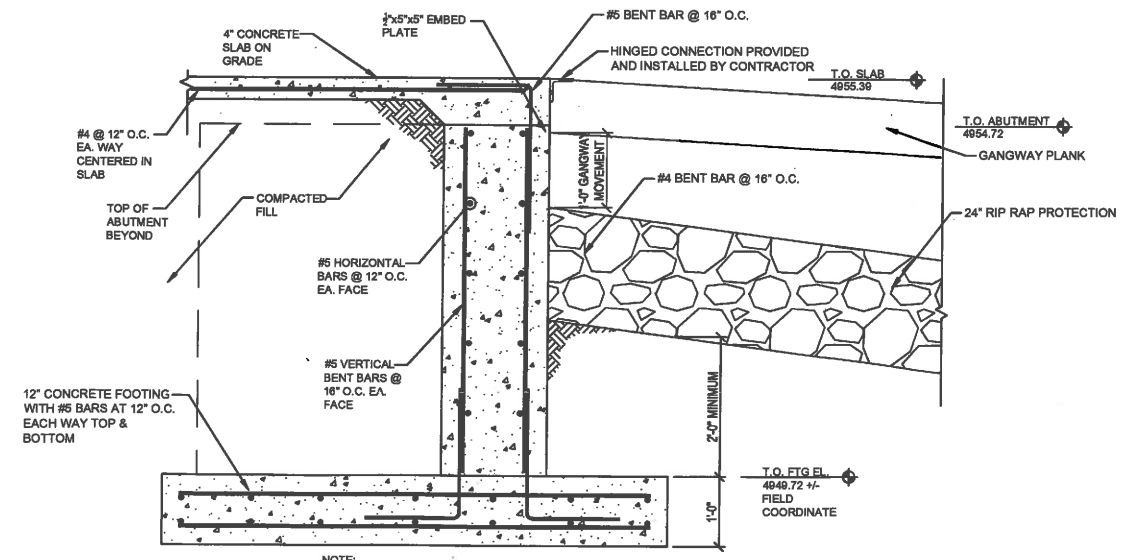 ½"x5"x5" EMBED
PLATE
#5 BENT BAR @ 16" O.C.
4" CONCRETE
SLAB ON
GRADE
HINGED CONNECTION PROVIDED
AND INSTALLED BY CONTRACTOR
T.O. SLAB
4955.39
T.O. ABUTMENT
4954.72
#4 @ 12" O.C.
EA. WAY
CENTERED IN
SLAB
GANGWAY PLANK
1'-0" GANGWAY
MOVEMENT
#4 BENT BAR @ 16" O.C.
COMPACTED
FILL
TOP OF
ABUTMENT
BEYOND
24" RIP RAP PROTECTION
#5 HORIZONTAL
BARS @ 12" O.C.
EA. FACE
#5 VERTICAL
BENT BARS @
16" O.C. EA.
FACE
12" CONCRETE FOOTING
WITH #5 BARS AT 12" O.C.
EACH WAY TOP &
BOTTOM
2'-0" MINIMUM
T.O. FTG EL.
4949.72 +/-
FIELD
COORDINATE
1'-0"
NOTE: